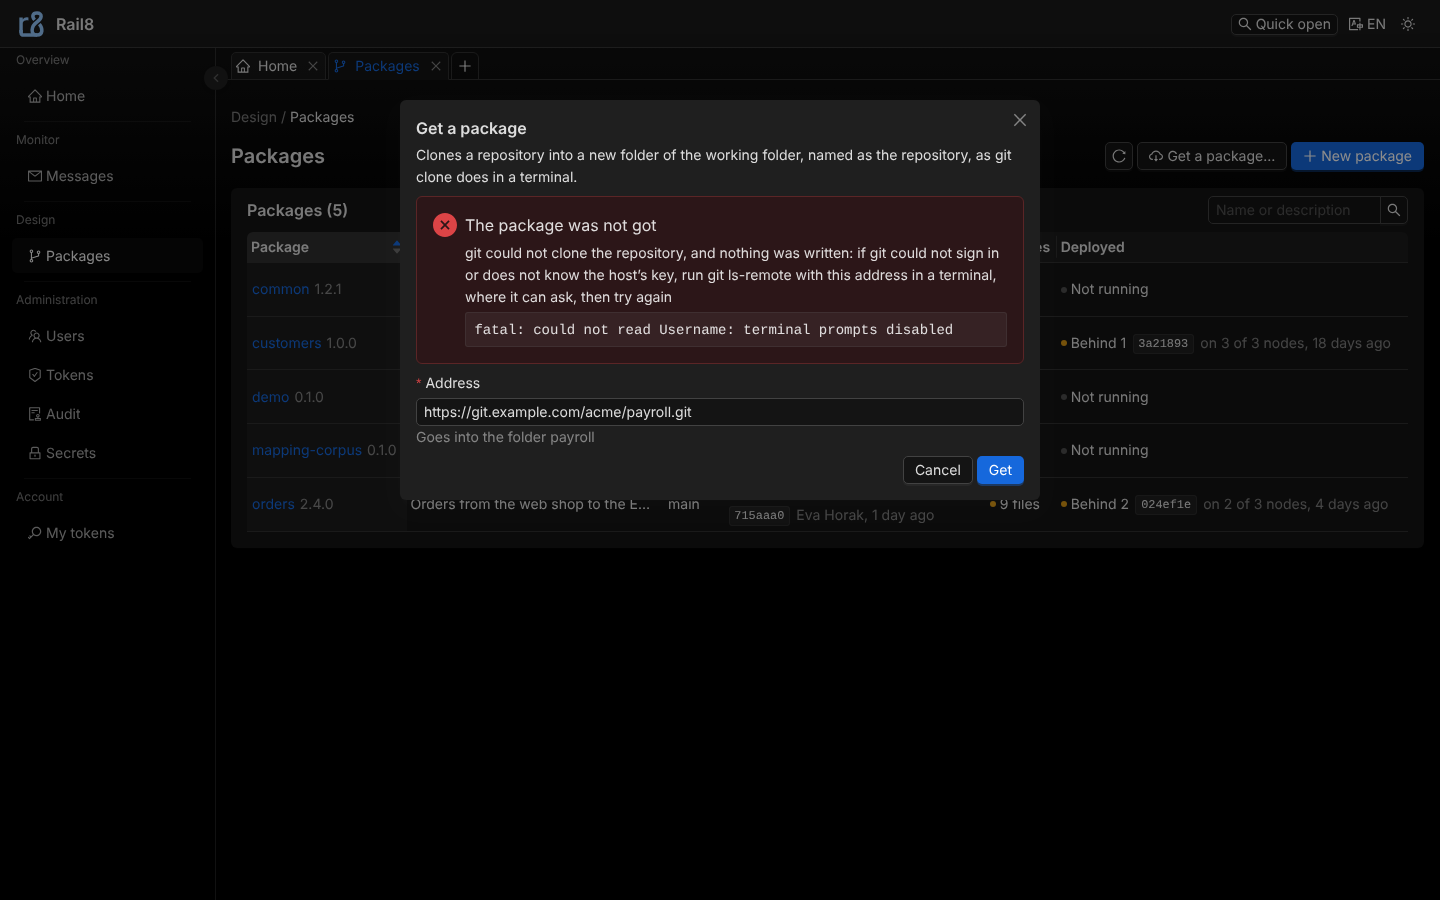 Rail8
Quick open
EN
Overview
Home
Monitor
Messages
Design
Packages
Administration
Users
Tokens
Audit
Secrets
Account
My tokens
Home
Packages
Design / Packages
Packages
Get a package...
New package
Packages (5)
Name or description
Package
s Deployed
common 1.2.1
Not running
customers 1.0.0
Behind 1 3a21893 on 3 of 3 nodes, 18 days ago
demo 0.1.0
Not running
mapping-corpus 0.1.0
Not running
orders 2.4.0
Orders from the web shop to the E...
main
715aaa0 Eva Horak, 1 day ago
9 files
Behind 2 024ef1e on 2 of 3 nodes, 4 days ago
Get a package
Clones a repository into a new folder of the working folder, named as the repository, as git
clone does in a terminal.
The package was not got
git could not clone the repository, and nothing was written: if git could not sign in
or does not know the host’s key, run git ls-remote with this address in a terminal,
where it can ask, then try again
fatal: could not read Username: terminal prompts disabled
* Address
https://git.example.com/acme/payroll.git
Goes into the folder payroll
Cancel
Get